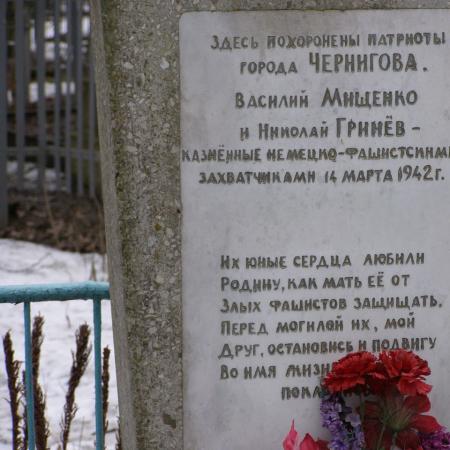 Здесь похоронены патриоты
города ЧЕРНИГОВА.
Василий Мищенко
и Николай Гринёв –
казнённые немецко-фашистскими
захватчиками 14 марта 1942 г.
Их юные сердца любили
Родину, как мать её от
Злых фашистов защищать.
Перед могилой их, мой
Друг, остановись и подвигу
Во имя